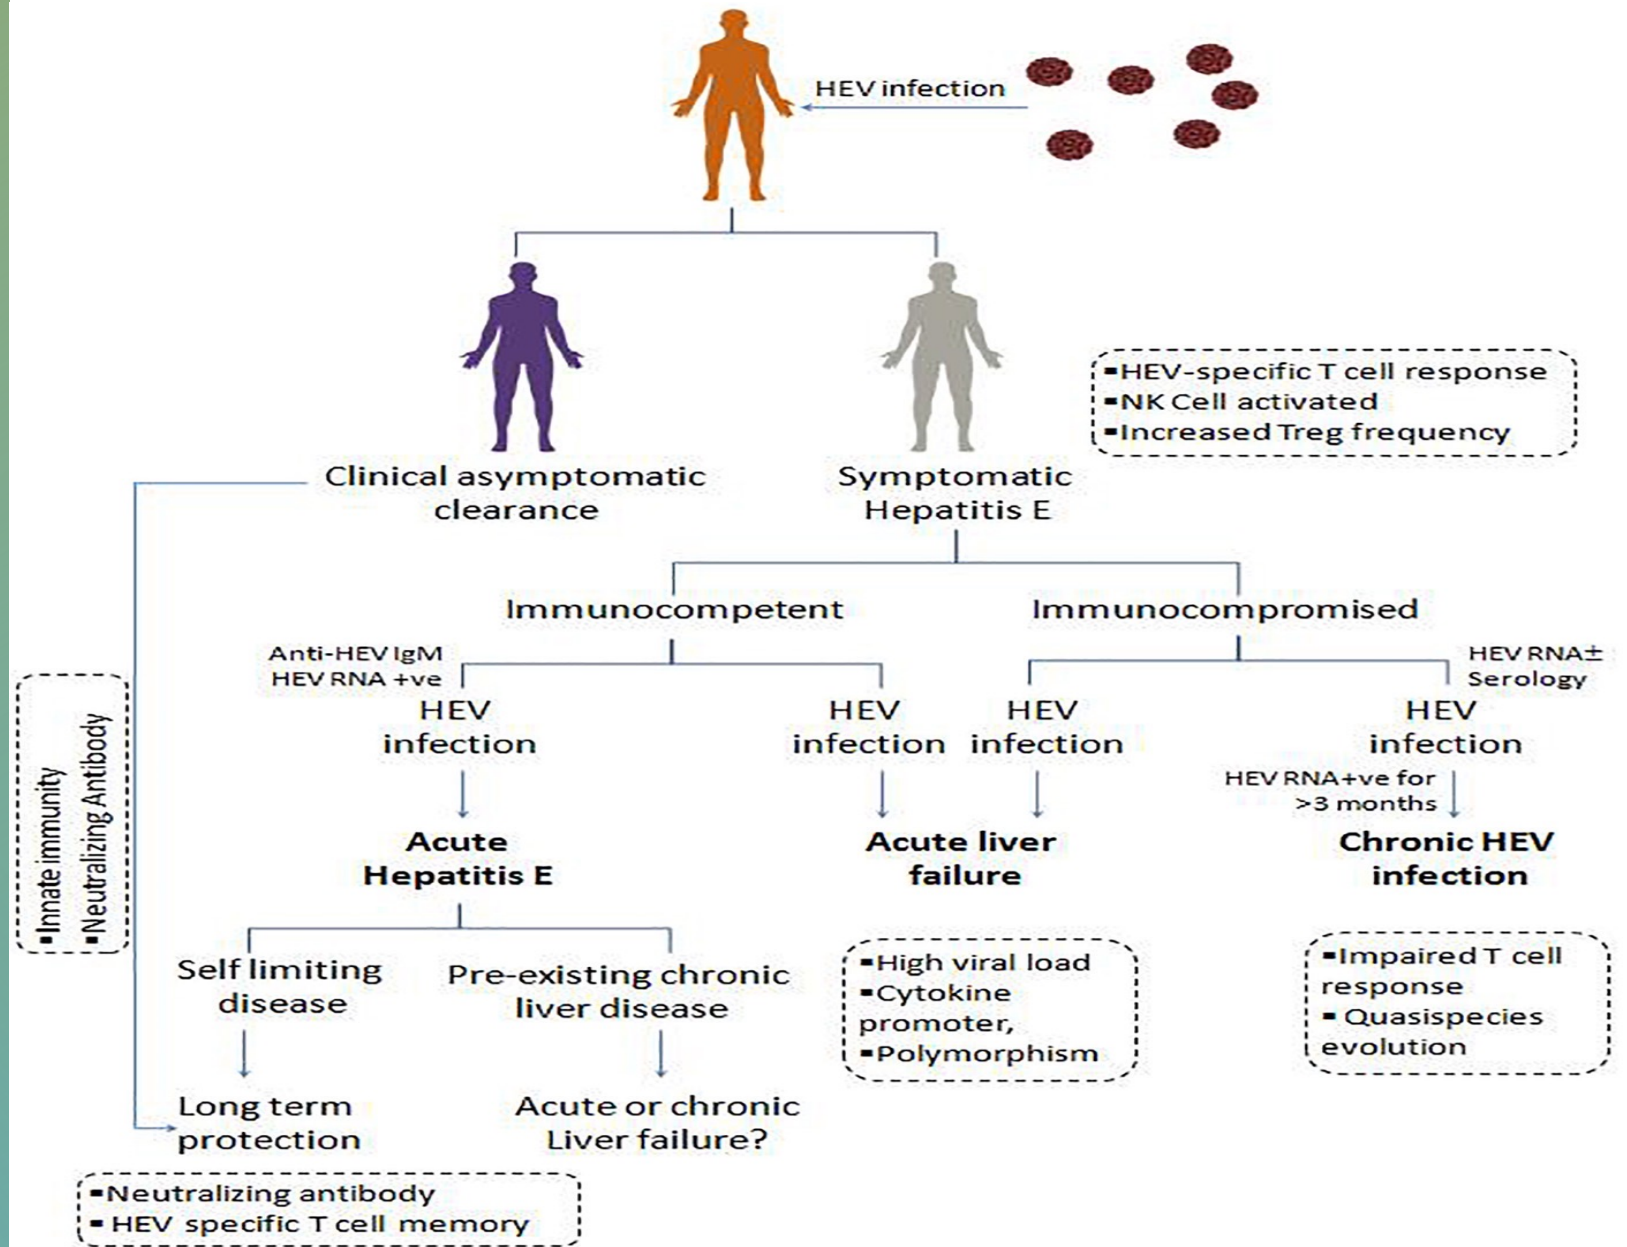 HEV infection
▪HEV-specific T cell response
▪NK Cell activated
▪Increased Treg frequency
Clinical asymptomatic
clearance
Symptomatic
Hepatitis E
Immunocompetent
Immunocompromised
Anti-HEV IgM
HEV RNA +ve
HEV RNA±
Serology
HEV
infection
HEV
infection
HEV
infection
HEV
infection
HEV RNA+ve for
>3 months
▪Innate immunity
▪Neutralizing Antibody
Acute
Hepatitis E
Acute liver
failure
Chronic HEV
infection
Self limiting
disease
Pre-existing chronic
liver disease
▪High viral load
▪Cytokine
promoter,
▪Polymorphism
▪Impaired T cell
response
▪ Quasispecies
evolution
Long term
protection
Acute or chronic
Liver failure?
▪Neutralizing antibody
▪ HEV specific T cell memory